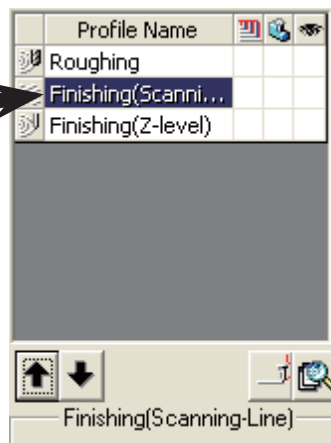 Profile Name
Roughing
Finishing(Scanni...
Finishing(Z-level)
Finishing(Scanning-Line)